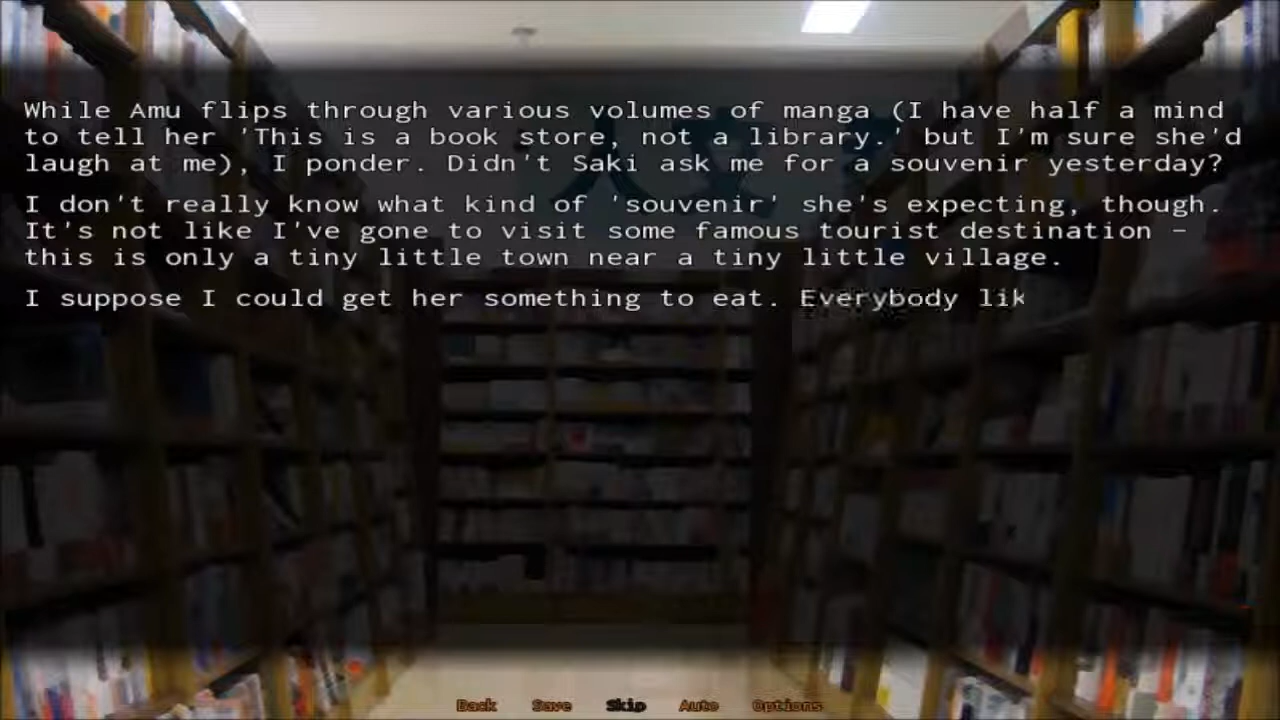 While Amu flips through various volumes of manga (I have half a mind
to tell her 'This is a book store, not a library.' but I'm sure she'd
laugh at me), I ponder. Didn't Saki ask me for a souvenir yesterday?
I don't really know what kind of 'souvenir' she's expecting, though.
It's not like I've gone to visit some famous tourist destination –
this is only a tiny little town near a tiny little village.
I suppose I could get her something to eat. Everybody lik
Back Save Skip Auto Options